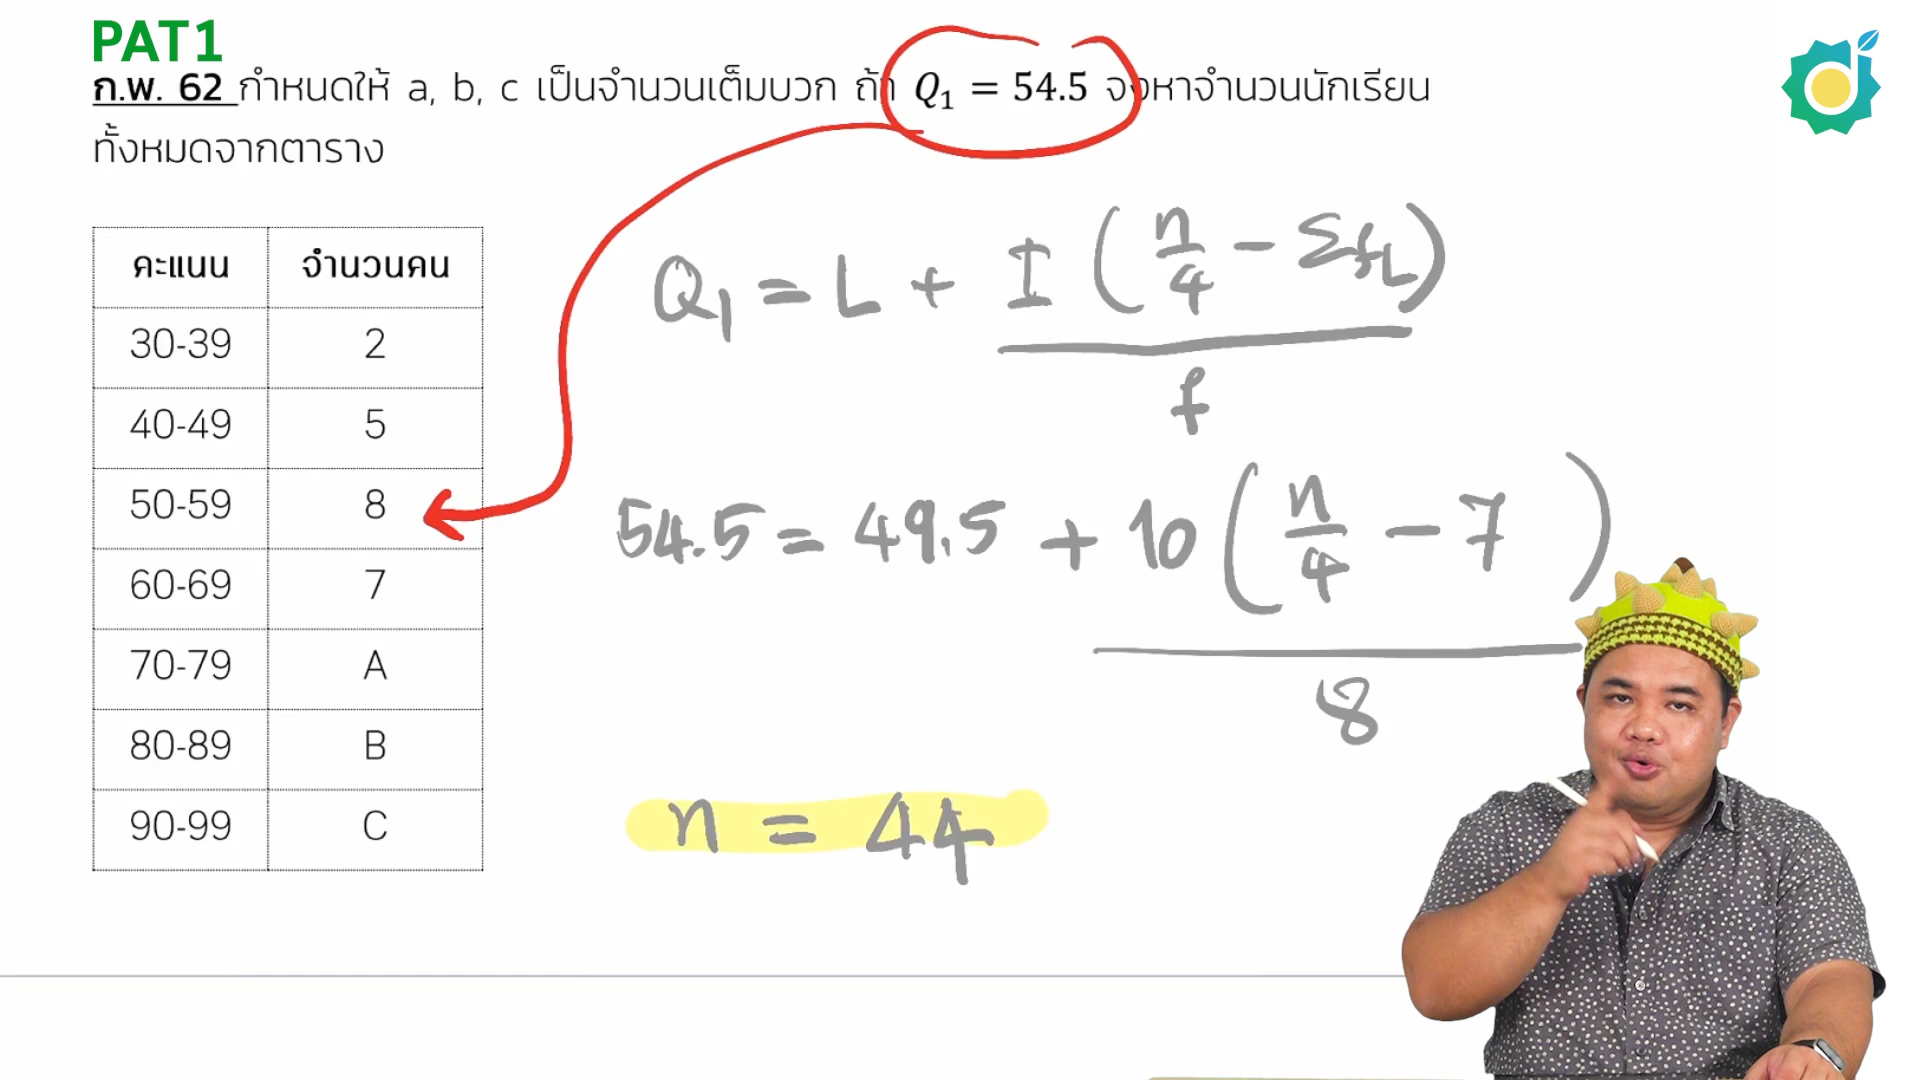 PAT1
ก.พ. 62 กำหนดให้ a, b, c เป็นจำนวนเต็มบวก ถ้า Q₁ = 54.5 จงหาจำนวนนักเรียน
ทั้งหมดจากตาราง
คะแนน จำนวนคน
30-39 2
40-49 5
50-59 8
60-69 7
70-79 A
80-89 B
90-99 C
Q₁ = L + I (n/4 - Σf_L)
f
54.5 = 49.5 + 10 (n/4 - 7)
8
n = 44